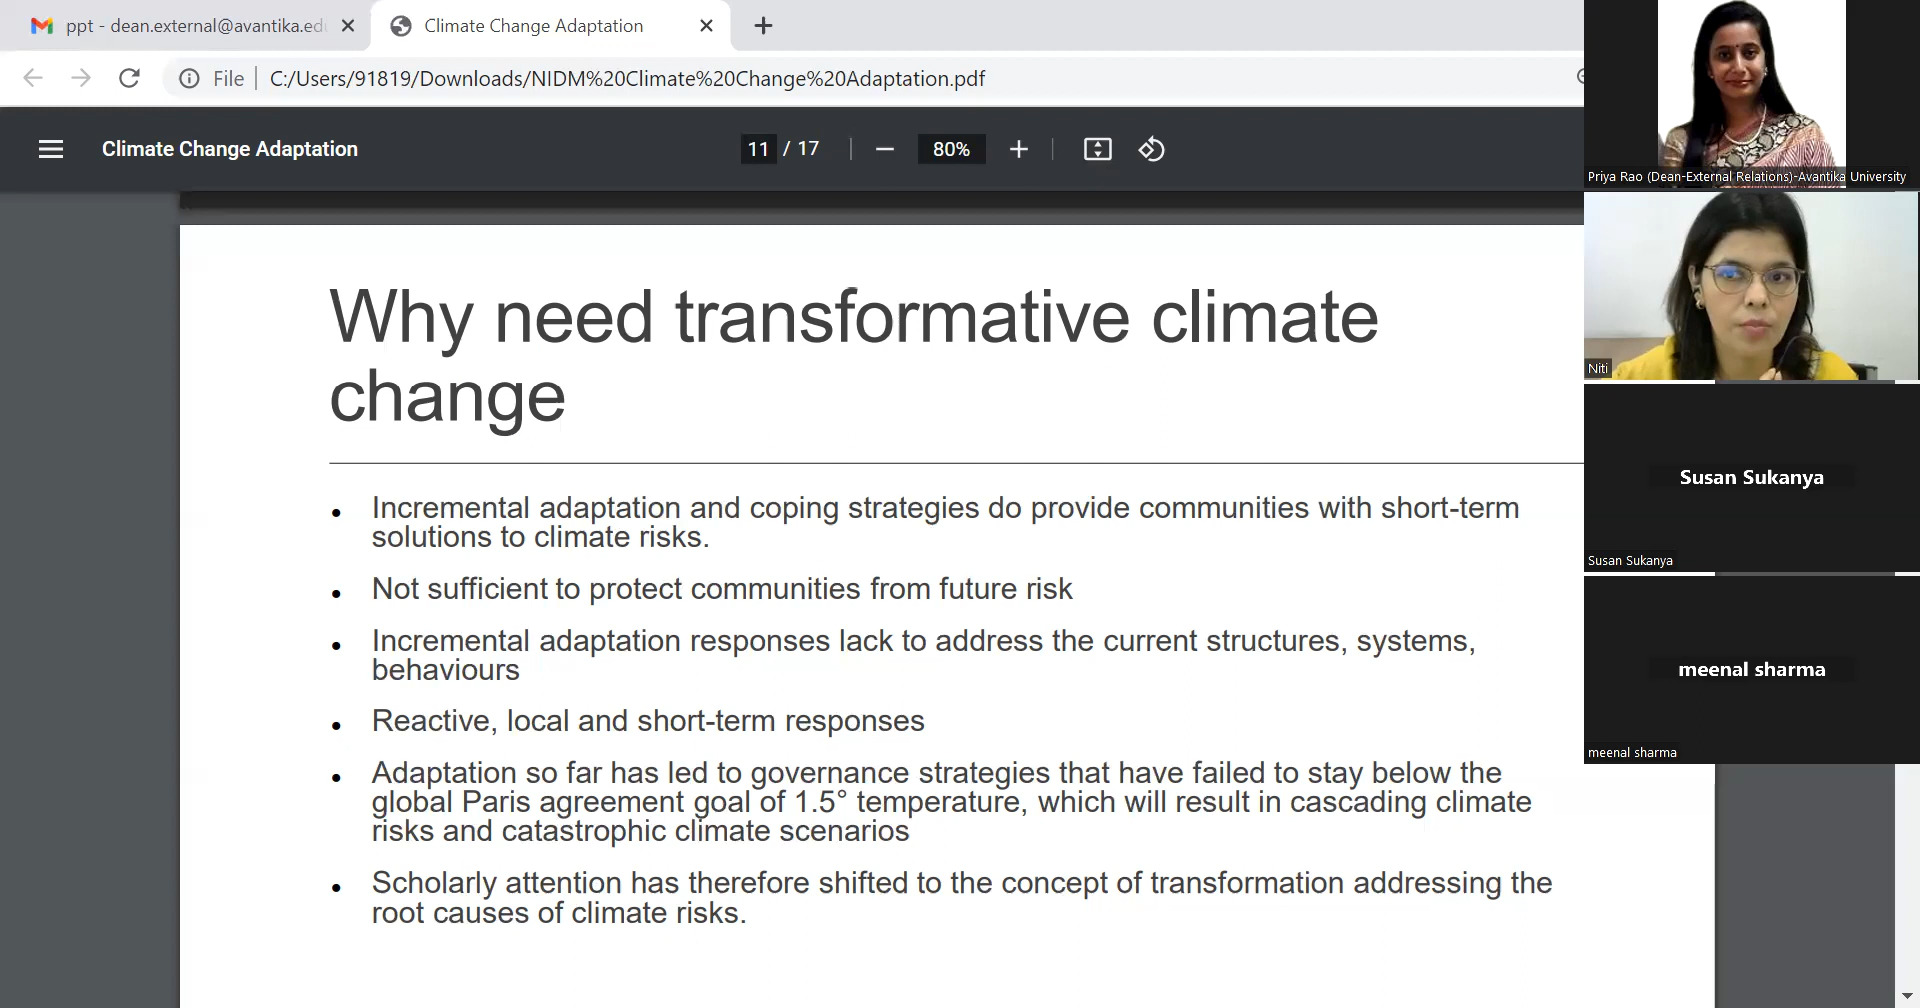 ppt - dean.external@avantika.ed
Climate Change Adaptation
File
C:/Users/91819/Downloads/NIDM%20Climate%20Change%20Adaptation.pdf
Climate Change Adaptation
11 / 17
80%
Why need transformative climate
change
Incremental adaptation and coping strategies do provide communities with short-term
solutions to climate risks.
Not sufficient to protect communities from future risk
Incremental adaptation responses lack to address the current structures, systems,
behaviours
Reactive, local and short-term responses
Adaptation so far has led to governance strategies that have failed to stay below the
global Paris agreement goal of 1.5° temperature, which will result in cascading climate
risks and catastrophic climate scenarios
Scholarly attention has therefore shifted to the concept of transformation addressing the
root causes of climate risks.
Priya Rao (Dean-External Relations)-Avantika University
Niti
Susan Sukanya
Susan Sukanya
meenal sharma
meenal sharma